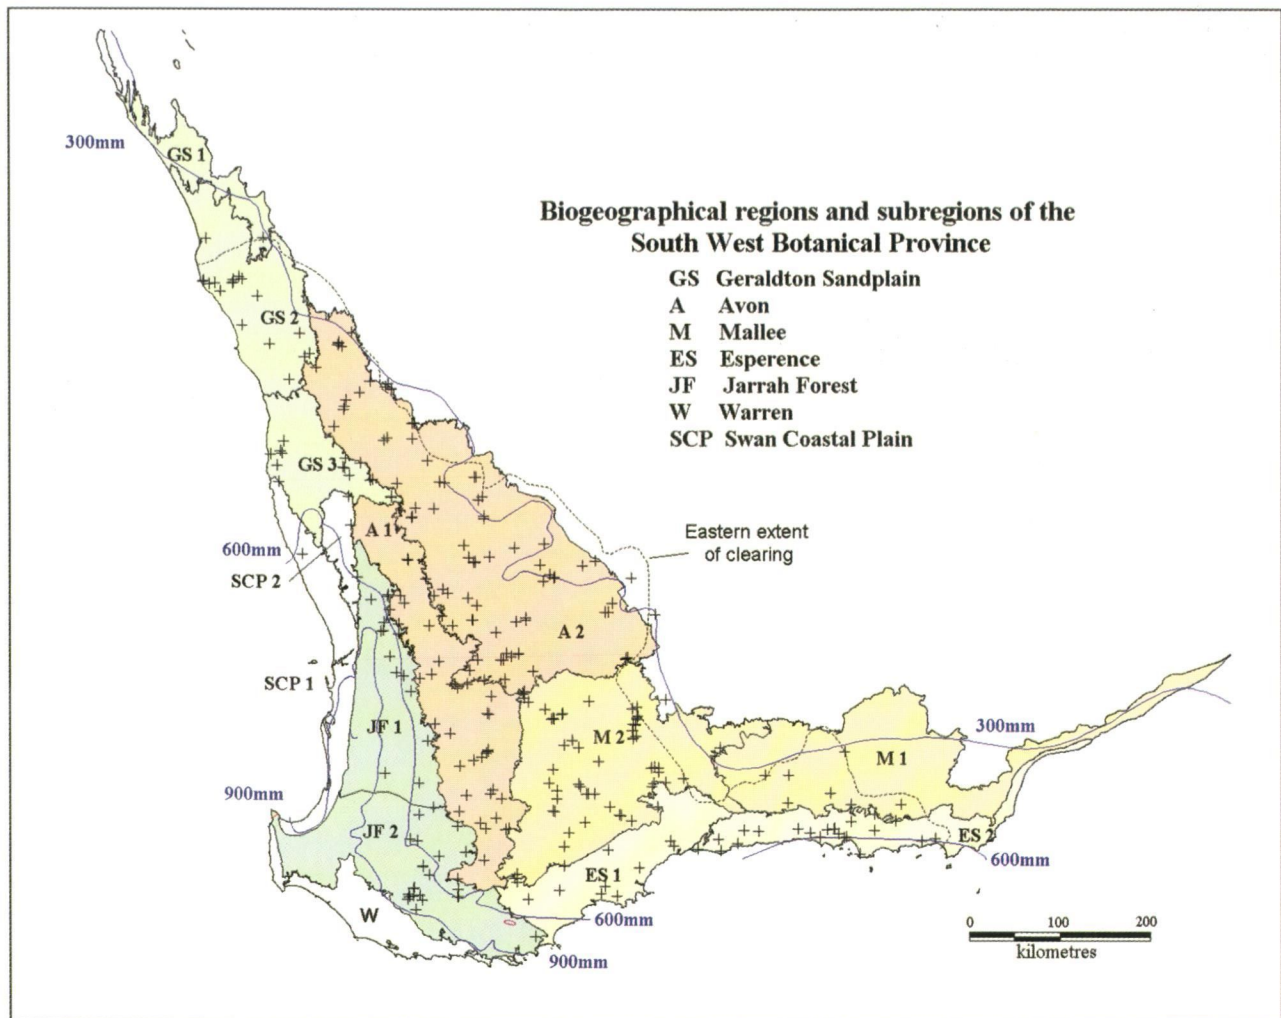 300mm
GS 1
Biogeographical regions and subregions of the
South West Botanical Province
GS Geraldton Sandplain
A Avon
M Mallee
ES Esperence
JF Jarrah Forest
W Warren
SCP Swan Coastal Plain
GS 2
GS 3
A 1
600mm
SCP 2
Eastern extent
of clearing
A 2
SCP 1
JF 1
M 2
300mm
M 1
900mm
JF 2
ES 2
600mm
ES 1
W
600mm
900mm
0 100 200
kilometres